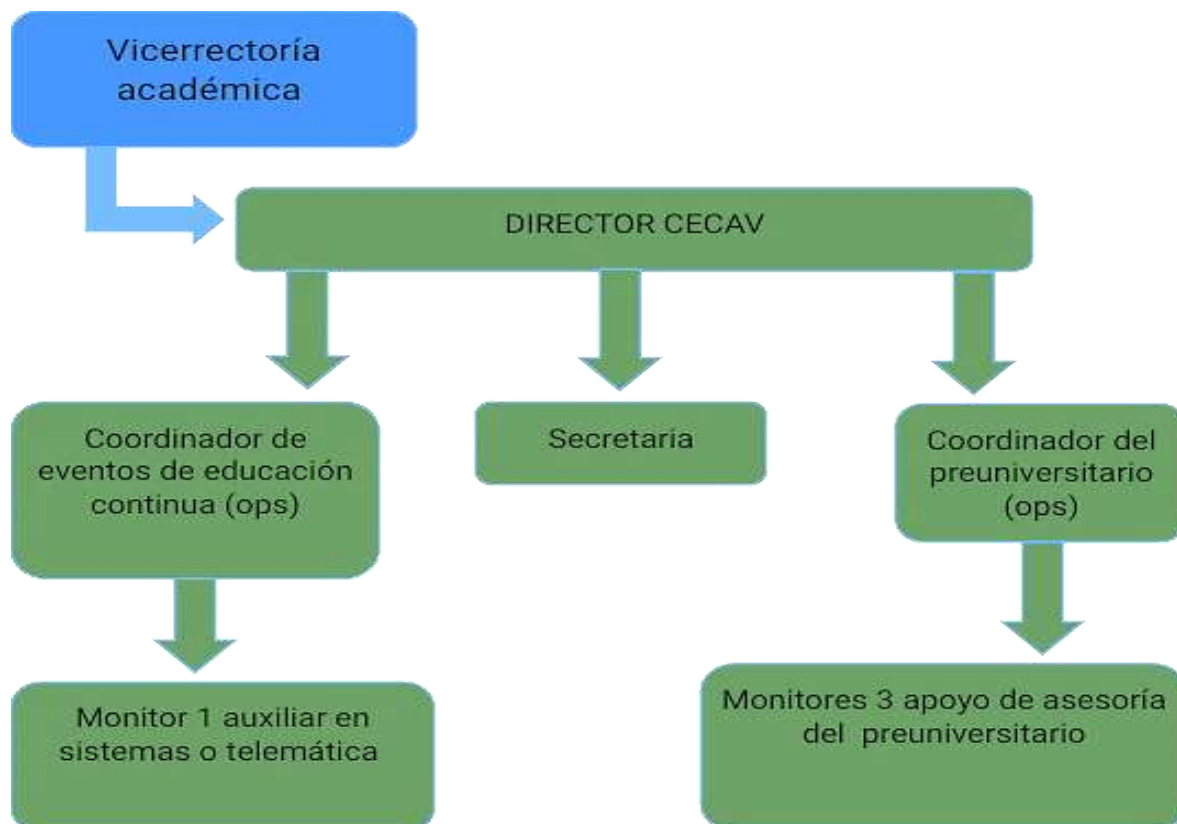 Vicerrectoría
académica
DIRECTOR CECAV
Coordinador de
eventos de educación
continua (ops)
Secretaría
Coordinador del
preuniversitario
(ops)
Monitor 1 auxiliar en
sistemas o telemática
Monitores 3 apoyo de asesoría
del preuniversitario